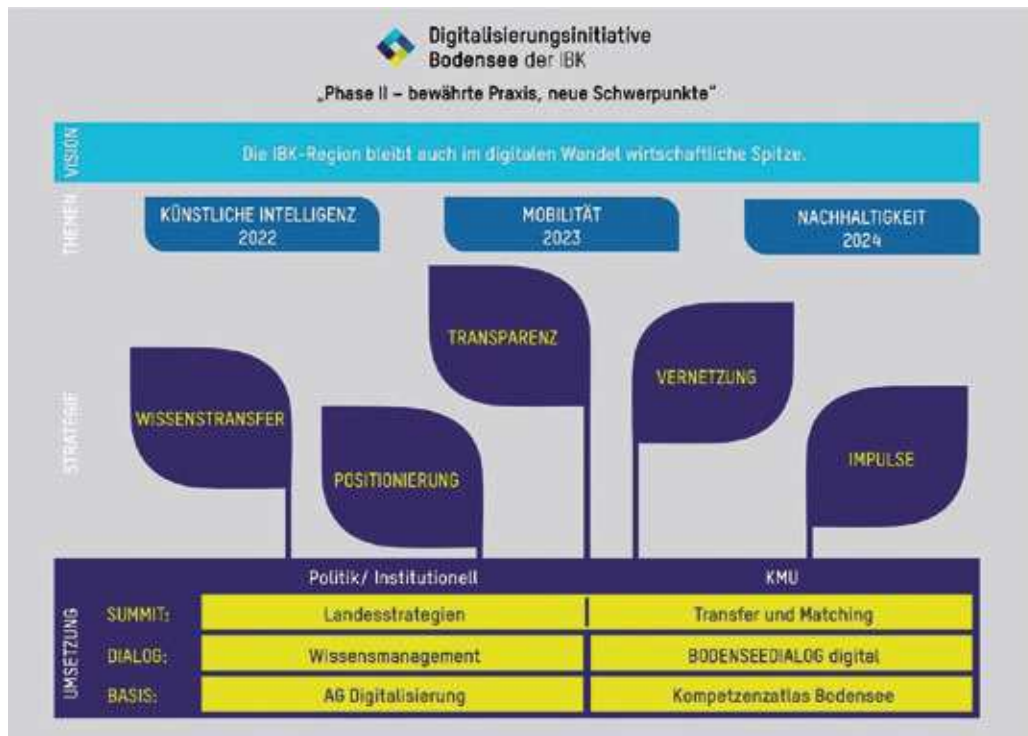 Digitalisierungsinitiative
Bodensee der IBK
„Phase II – bewährte Praxis, neue Schwerpunkte“
VISION
Die IBK-Region bleibt auch im digitalen Wandel wirtschaftliche Spitze.
THEMEN
KÜNSTLICHE INTELLIGENZ
2022
MOBILITÄT
2023
NACHHALTIGKEIT
2024
STRATEGIE
WISSENSTRANSFER
POSITIONIERUNG
TRANSPARENZ
VERNETZUNG
IMPULSE
UMSETZUNG
Politik/ Institutionell
KMU
SUMMIT:
Landesstrategien
Transfer und Matching
DIALOG:
Wissensmanagement
BODENSEEDIALOG digital
BASIS:
AG Digitalisierung
Kompetenzatlas Bodensee